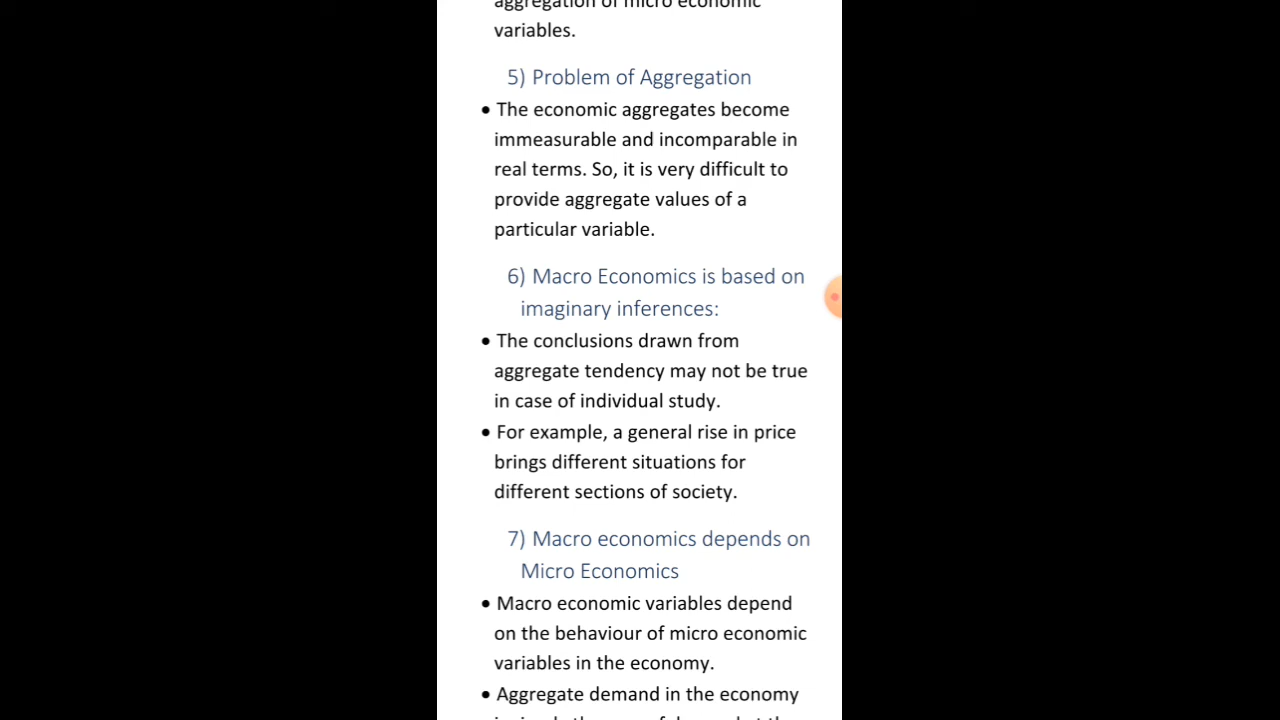 aggregation of micro economic
variables.
5) Problem of Aggregation
• The economic aggregates become
immeasurable and incomparable in
real terms. So, it is very difficult to
provide aggregate values of a
particular variable.
6) Macro Economics is based on
imaginary inferences:
• The conclusions drawn from
aggregate tendency may not be true
in case of individual study.
• For example, a general rise in price
brings different situations for
different sections of society.
7) Macro economics depends on
Micro Economics
• Macro economic variables depend
on the behaviour of micro economic
variables in the economy.
• Aggregate demand in the economy